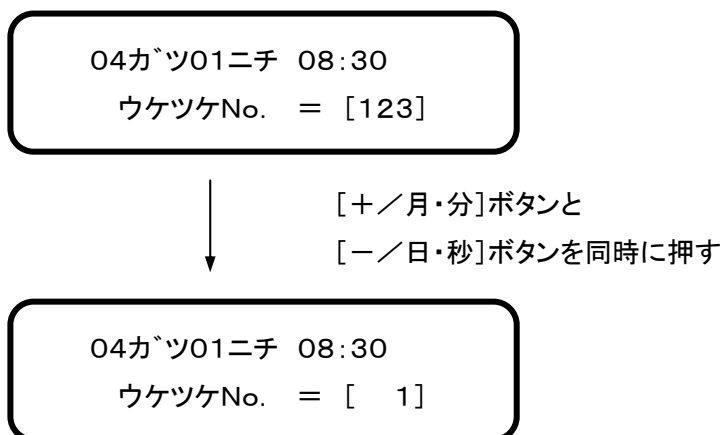 04カ゛ツ01ニチ 08:30
ウケツケNo. = [123]
[+/月・分]ボタンと
[-/日・秒]ボタンを同時に押す
04カ゛ツ01ニチ 08:30
ウケツケNo. = [  1]